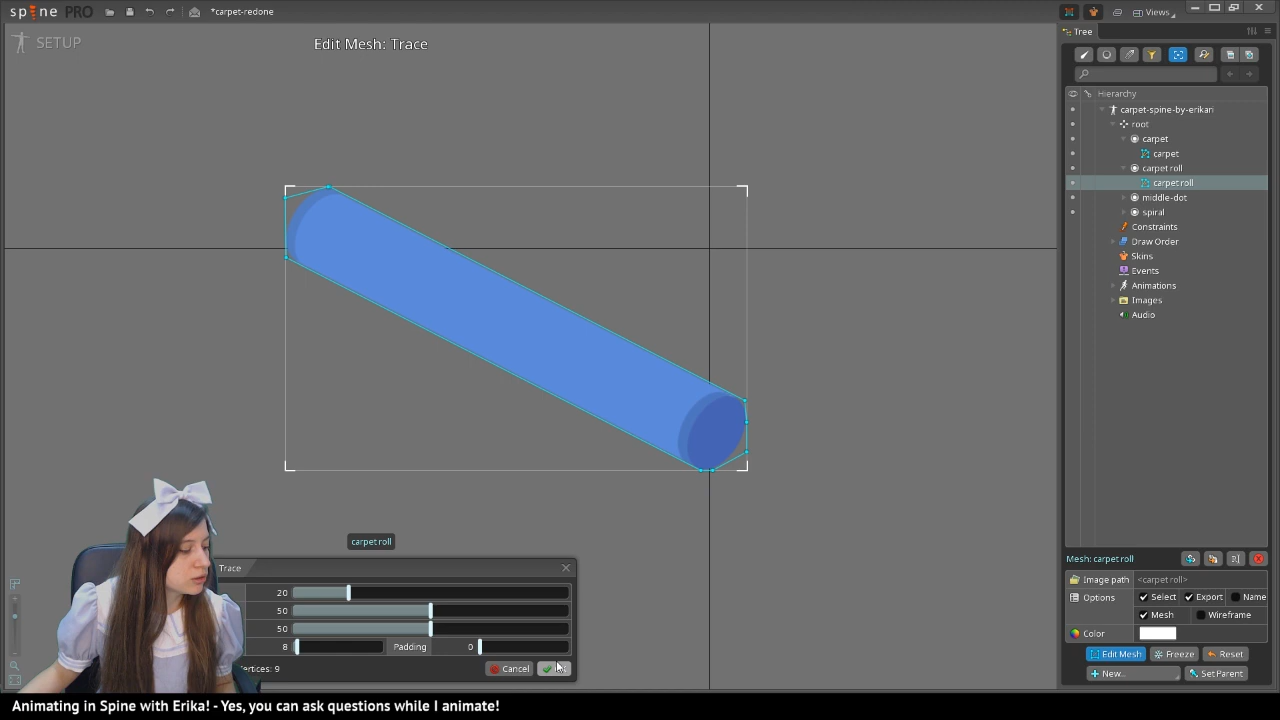 spine PRO
*carpet-redone
Views
SETUP
Edit Mesh: Trace
Tree
Hierarchy
carpet-spine-by-erikari
root
carpet
carpet
carpet roll
carpet roll
middle-dot
spiral
Constraints
Draw Order
Skins
Events
Animations
Images
Audio
carpet roll
Trace
20
50
50
8 Padding 0
Vertices: 9
Cancel
Mesh: carpet roll
Image path <carpet roll>
Options Select Export Name
Mesh Wireframe
Color
Edit Mesh Freeze Reset
New... Set Parent
Animating in Spine with Erika! - Yes, you can ask questions while I animate!